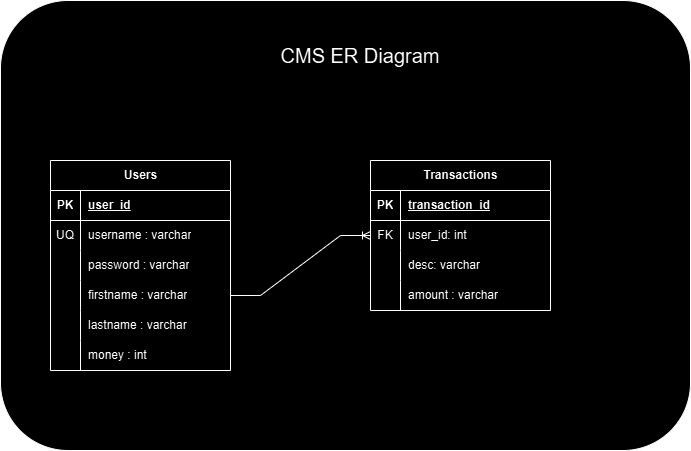 CMS ER Diagram
Users
PK user_id
UQ username : varchar
password : varchar
firstname : varchar
lastname : varchar
money : int
Transactions
PK transaction_id
FK user_id: int
desc: varchar
amount : varchar